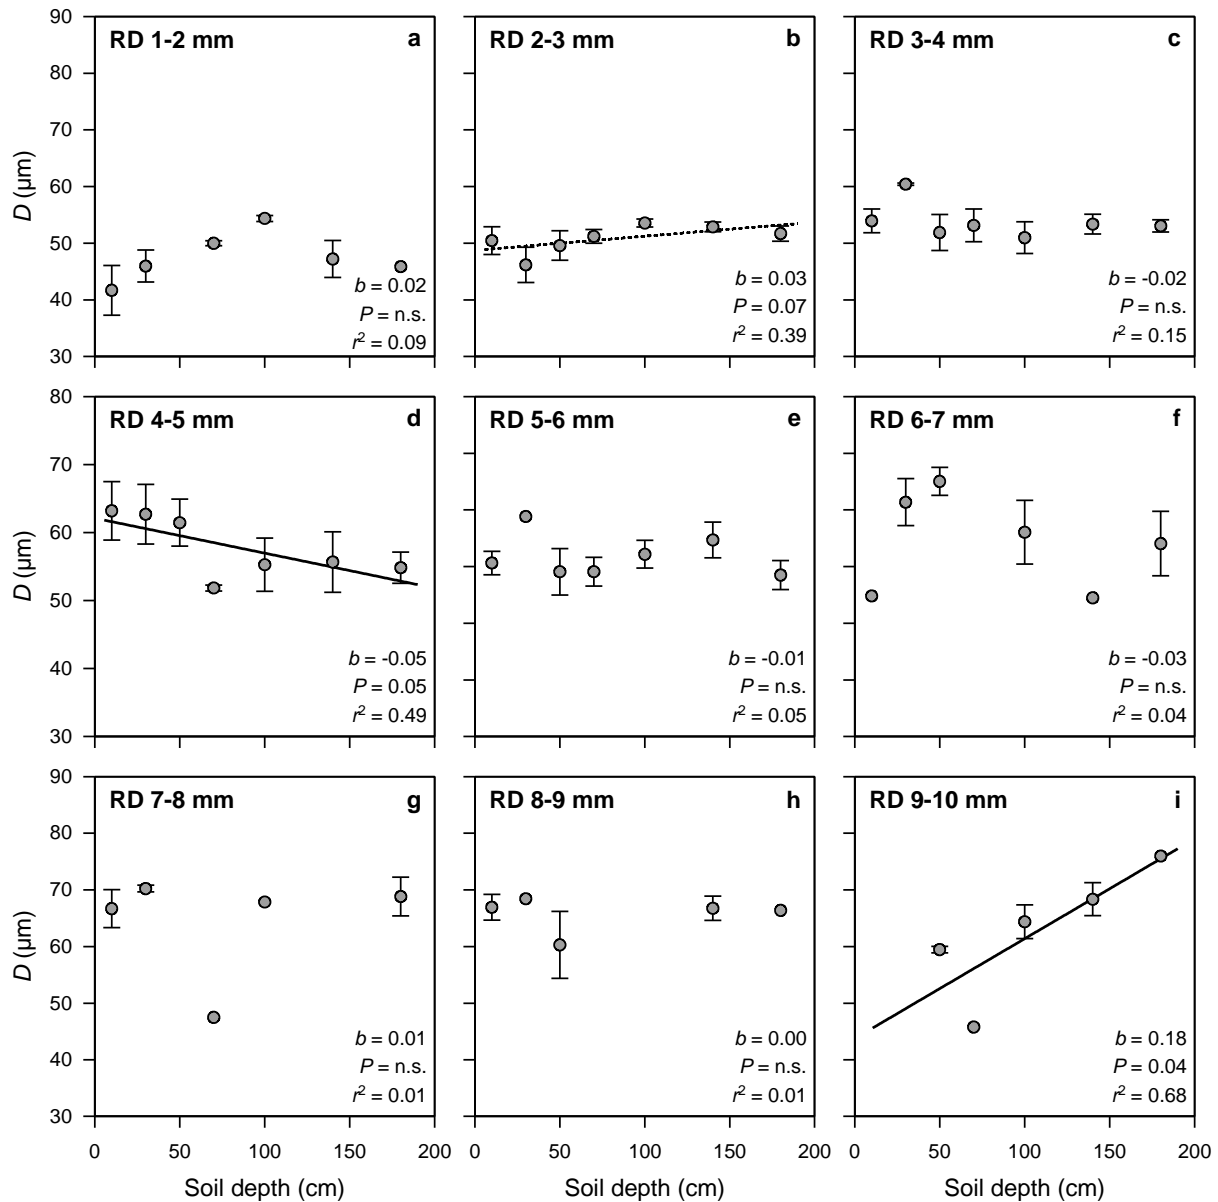 90
80
70
60
50
40
30
D (µm)
RD 1-2 mm
a
b = 0.02
P = n.s.
r² = 0.09
RD 2-3 mm
b
b = 0.03
P = 0.07
r² = 0.39
RD 3-4 mm
c
b = -0.02
P = n.s.
r² = 0.15
80
70
60
50
40
30
D (µm)
RD 4-5 mm
d
b = -0.05
P = 0.05
r² = 0.49
RD 5-6 mm
e
b = -0.01
P = n.s.
r² = 0.05
RD 6-7 mm
f
b = -0.03
P = n.s.
r² = 0.04
90
80
70
60
50
40
30
D (µm)
RD 7-8 mm
g
b = 0.01
P = n.s.
r² = 0.01
0 50 100 150 200
Soil depth (cm)
RD 8-9 mm
h
b = 0.00
P = n.s.
r² = 0.01
0 50 100 150 200
Soil depth (cm)
RD 9-10 mm
i
b = 0.18
P = 0.04
r² = 0.68
0 50 100 150 200
Soil depth (cm)